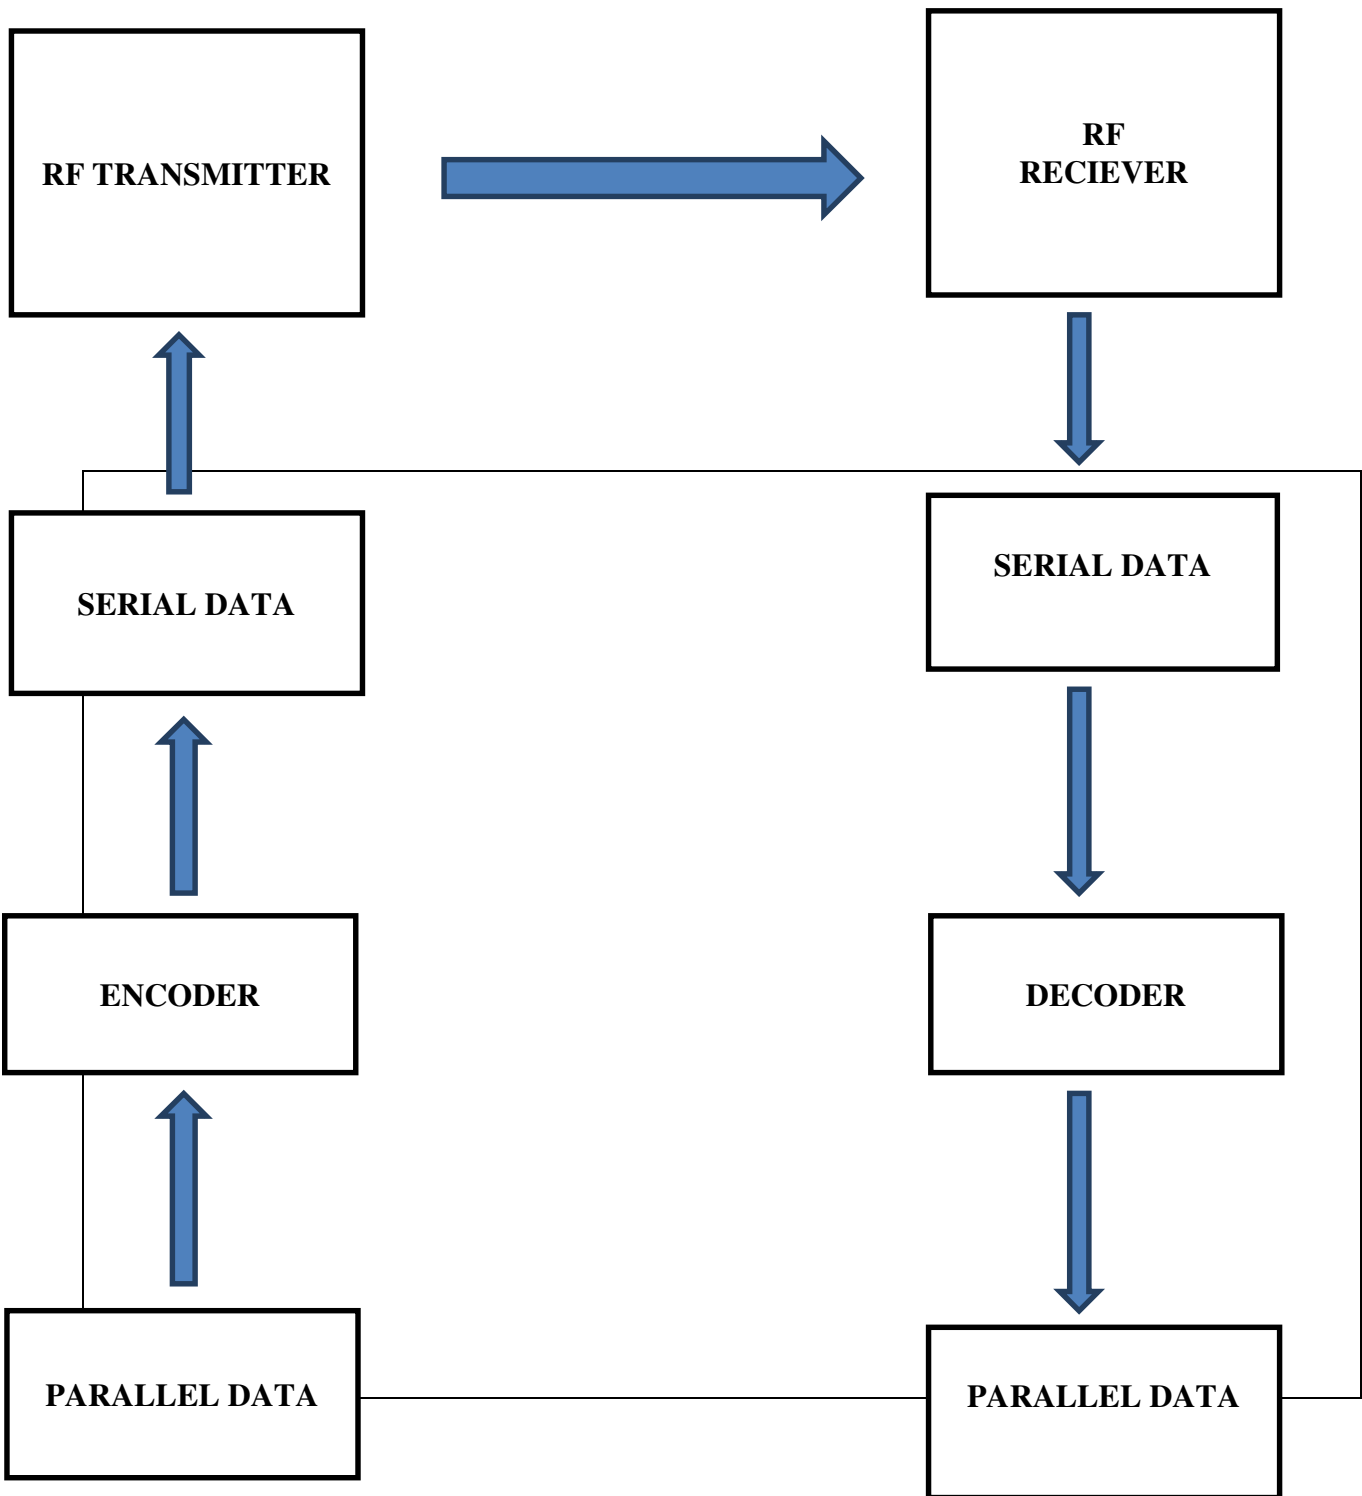 RF TRANSMITTER
RF
RECIEVER
SERIAL DATA
SERIAL DATA
ENCODER
DECODER
PARALLEL DATA
PARALLEL DATA